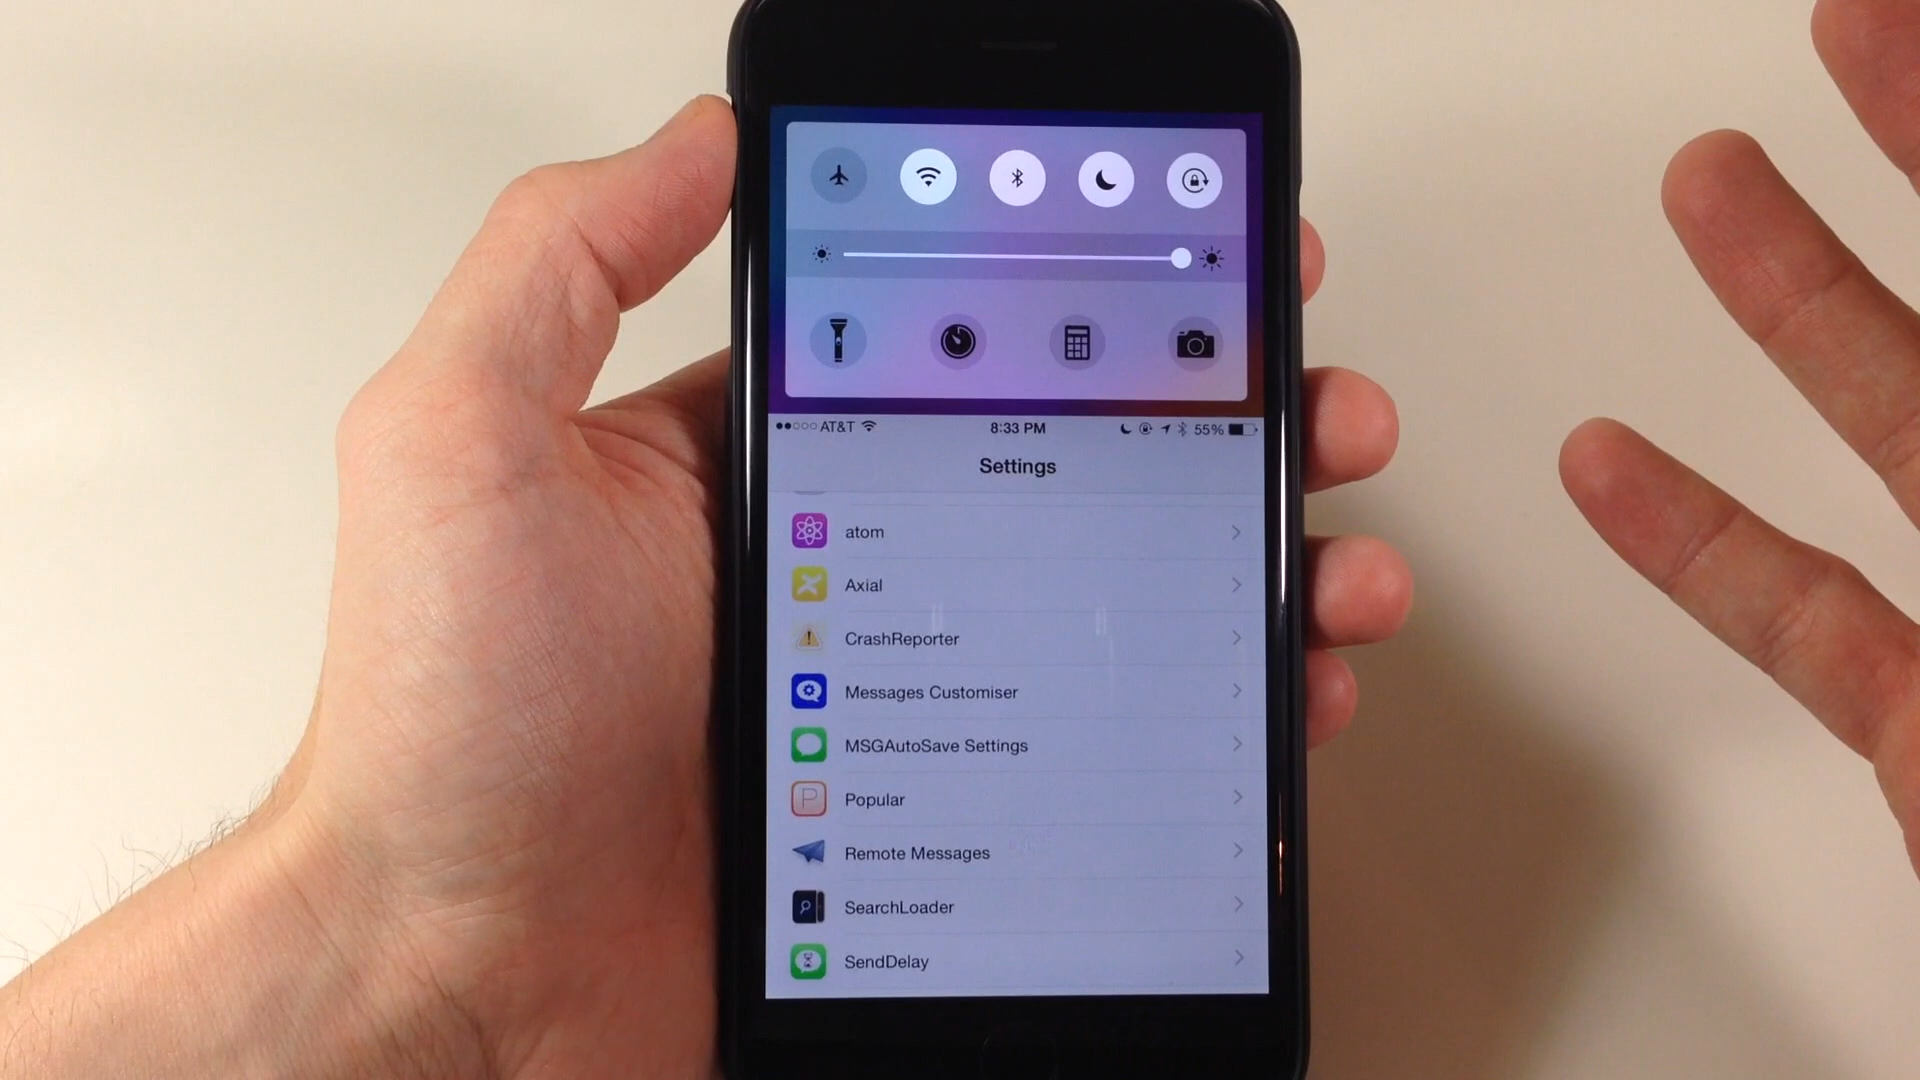 AT&T 8:33 PM 55%
Settings
atom
Axial
CrashReporter
Messages Customiser
MSGAutoSave Settings
P Popular
Remote Messages
SearchLoader
SendDelay